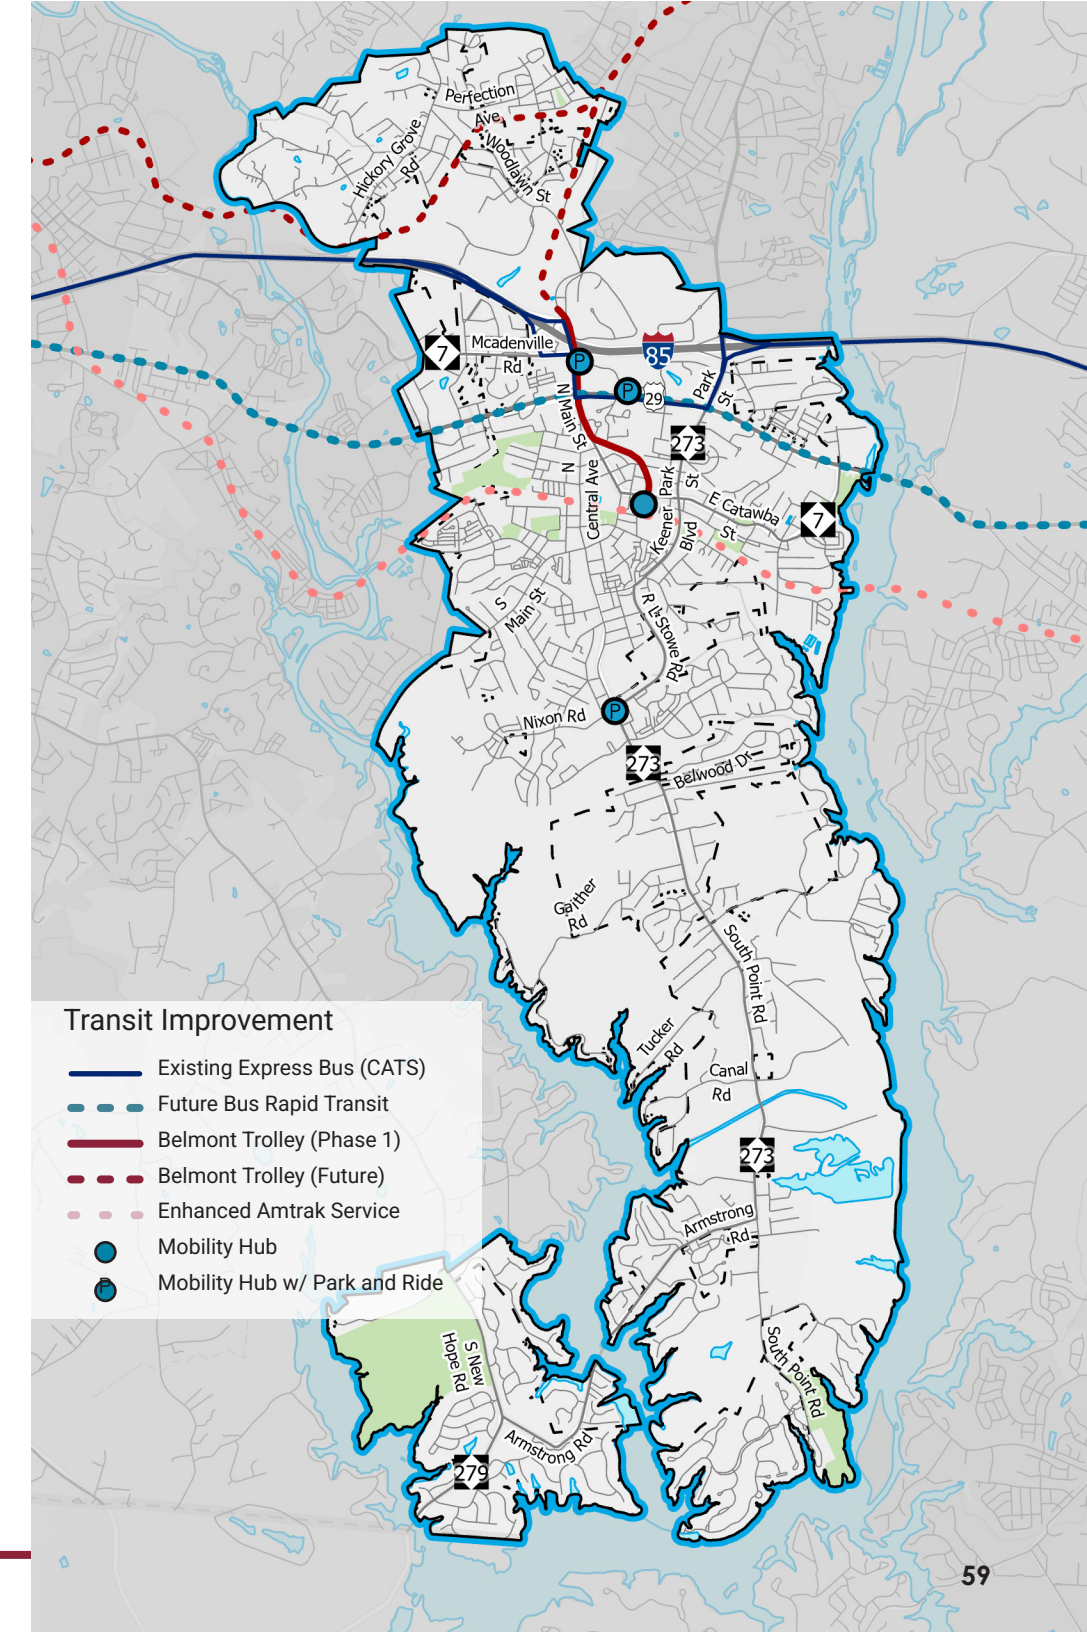 Perfection
Ave
Hickory Grove
Rd
Woodlawn St
7
Mcadenville
Rd
P
85
P
29
Park
St
N Main St
273
N
Central Ave
Park
St
E Catawba
St
7
Keener
Blvd
S
Main St
R L Stowe Rd
Nixon Rd
P
273
Belwood Dr
Gaither
Rd
South Point Rd
Tucker
Rd
Canal
Rd
273
Armstrong
Rd
South Point Rd
S New
Hope Rd
Armstrong Rd
279
Transit Improvement
Existing Express Bus (CATS)
Future Bus Rapid Transit
Belmont Trolley (Phase 1)
Belmont Trolley (Future)
Enhanced Amtrak Service
Mobility Hub
P
Mobility Hub w/ Park and Ride
59